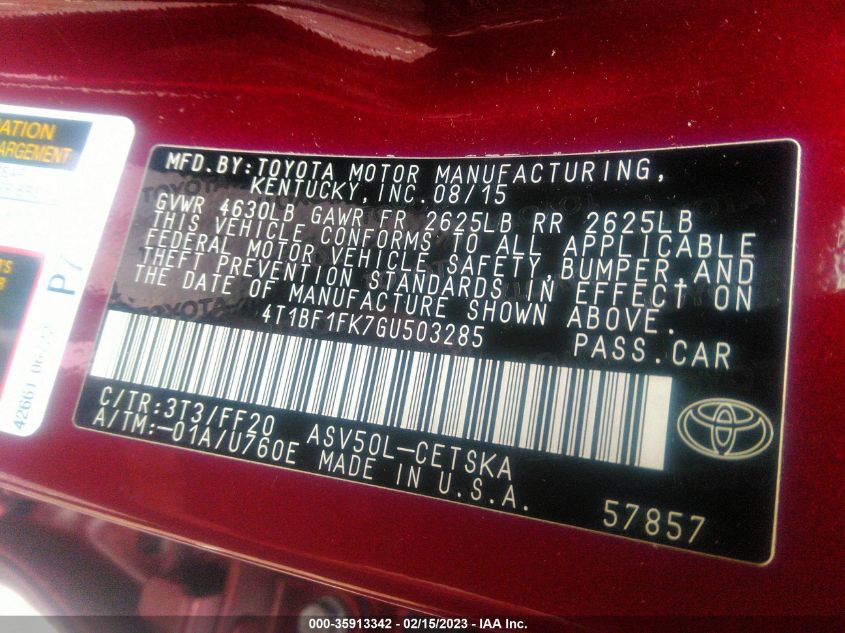 ATION
ARGEMENT
P7
42661
MFD.BY:TOYOTA MOTOR MANUFACTURING,
KENTUCKY,INC.08/15
GVWR 4630LB GAWR FR 2625LB RR 2625LB
THIS VEHICLE CONFORMS TO ALL APPLICABLE
FEDERAL MOTOR VEHICLE SAFETY,BUMPER,AND
THEFT PREVENTION STANDARDS IN EFFECT ON
THE DATE OF MANUFACTURE SHOWN ABOVE.
4T1BF1FK7GU503285
PASS.CAR
C/TR:3T3/FF20 ASV50L-CETSKA
A/TM:-01A/U760E MADE IN U.S.A.
57857
000-35913342 - 02/15/2023 - IAA Inc.